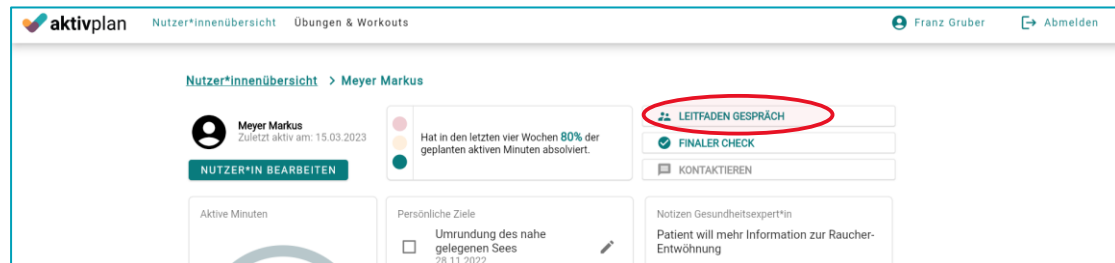 aktivplan Nutzer*innenübersicht Übungen & Workouts Franz Gruber Abmelden
Nutzer*innenübersicht > Meyer Markus
Meyer Markus
Zuletzt aktiv am: 15.03.2023
NUTZER*IN BEARBEITEN
Hat in den letzten vier Wochen 80% der
geplanten aktiven Minuten absolviert.
LEITFADEN GESPRÄCH
FINALER CHECK
KONTAKTIEREN
Aktive Minuten
Persönliche Ziele
Umrundung des nahe
gelegenen Sees
28.11.2022
Notizen Gesundheitsexpert*in
Patient will mehr Information zur Raucher-
Entwöhnung